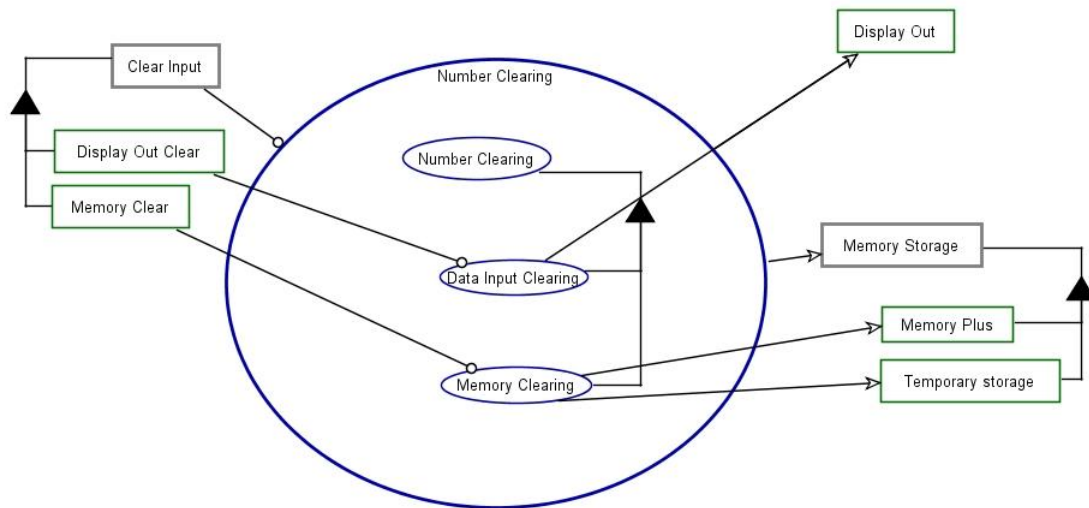 Display Out
Clear Input
Number Clearing
Display Out Clear
Number Clearing
Memory Clear
Memory Storage
Data Input Clearing
Memory Plus
Memory Clearing
Temporary storage